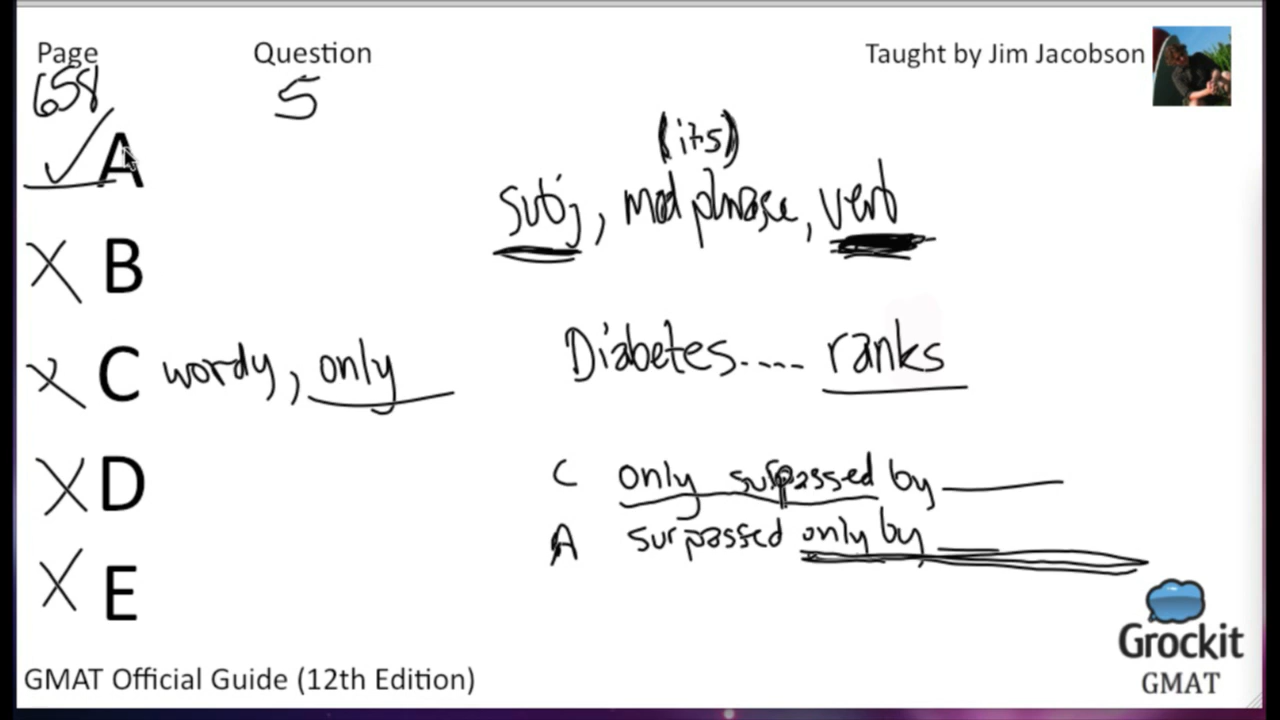 Page Question Taught by Jim Jacobson
658 5
A
(its)
subj, mod phrase, verb
B
C wordy, only
Diabetes.... ranks
C only surpassed by
D
A surpassed only by
E
Grockit
GMAT
GMAT Official Guide (12th Edition)